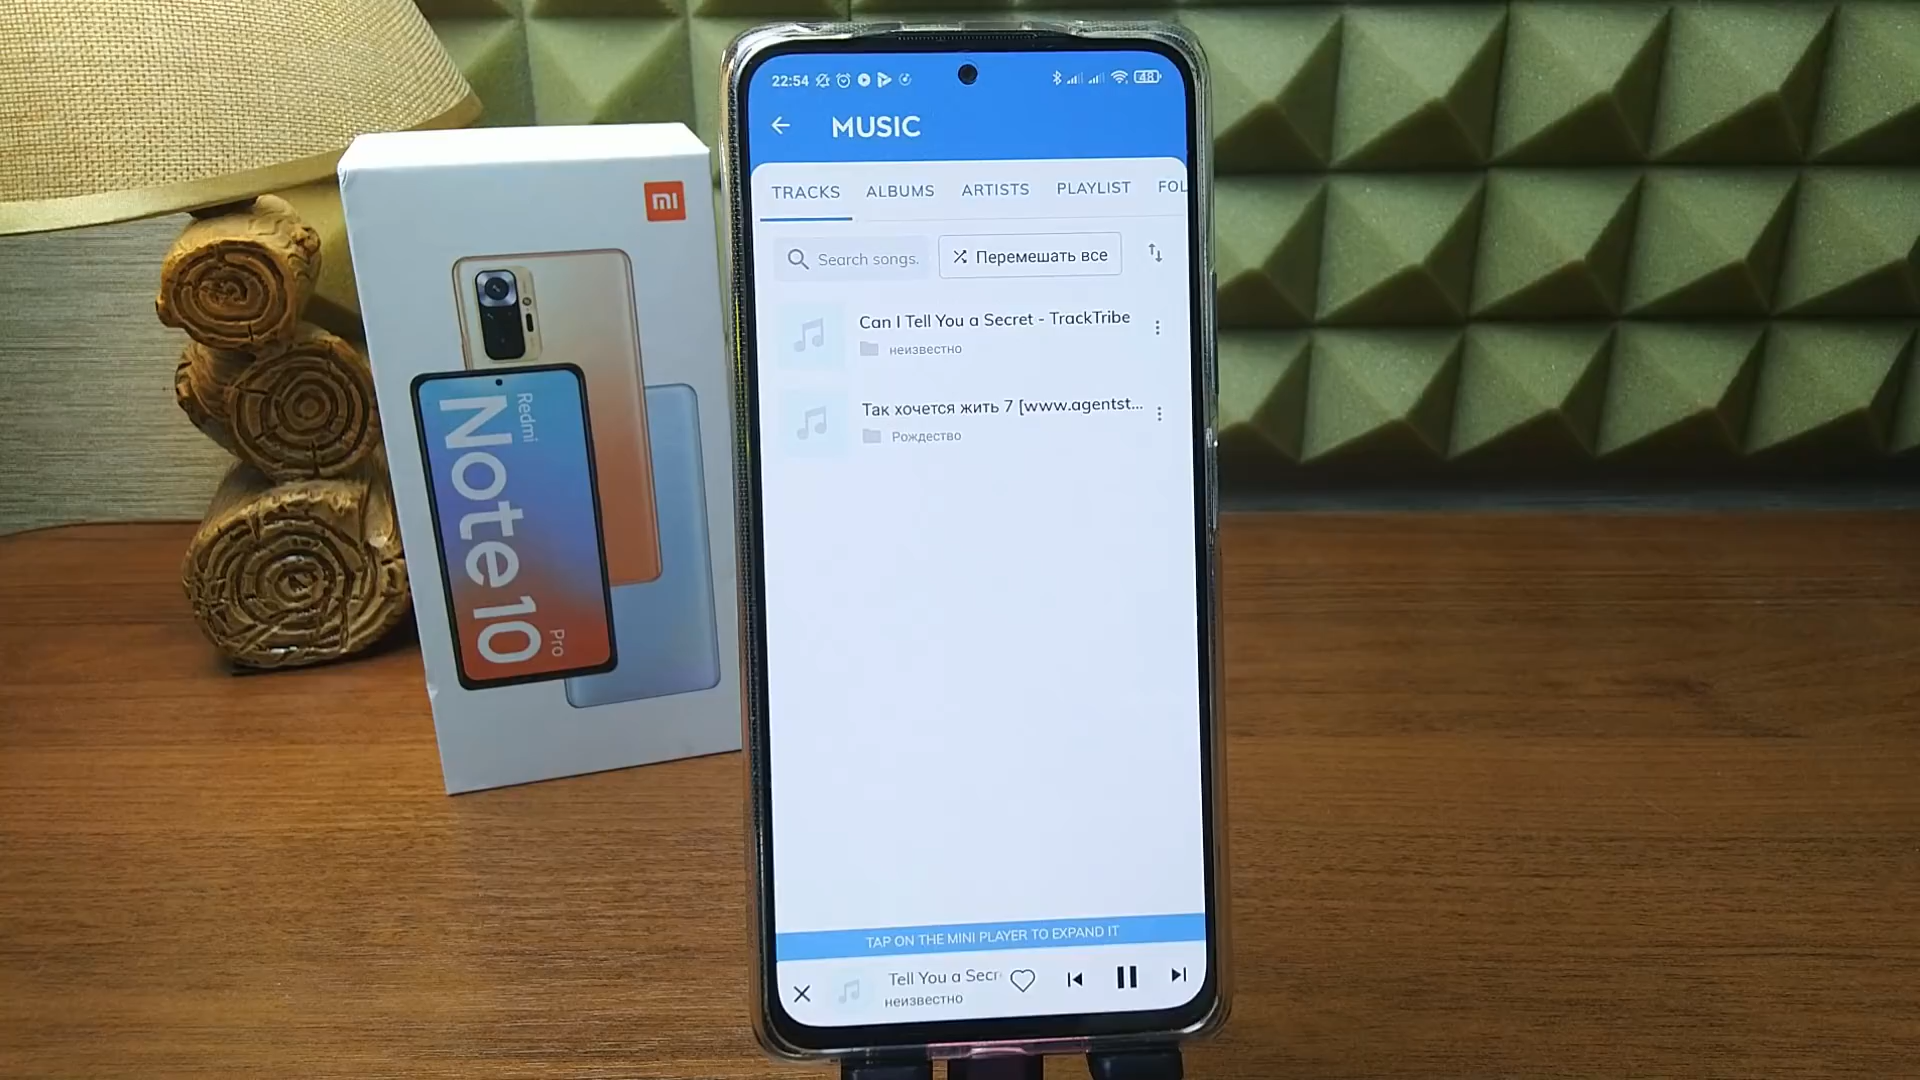 22:54
48
MUSIC
TRACKS ALBUMS ARTISTS PLAYLIST FOL
Search songs.
Перемешать все
Can I Tell You a Secret - TrackTribe
неизвестно
Так хочется жить 7 [www.agentst...
Рождество
TAP ON THE MINI PLAYER TO EXPAND IT
Tell You a Secr
неизвестно
mi
Redmi
Note10
Pro